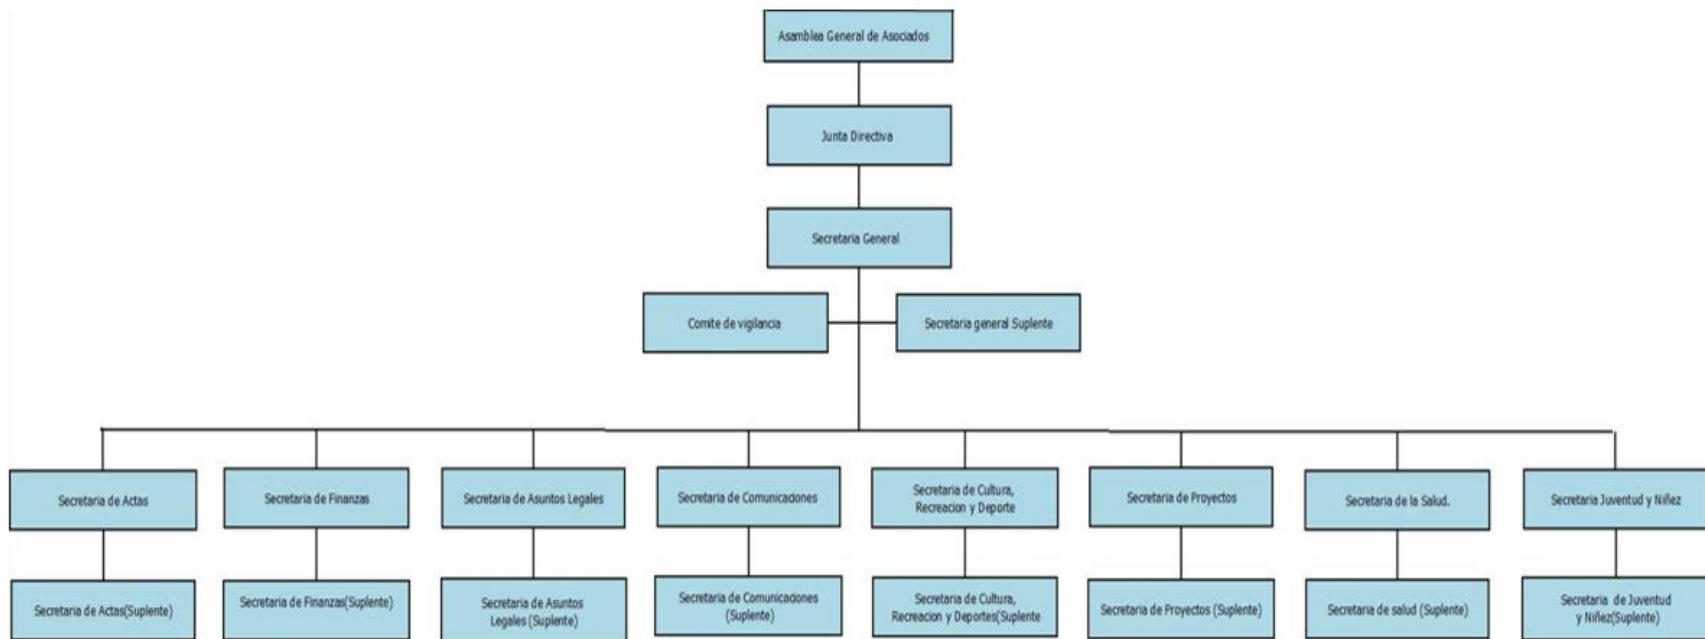 Asamblea General de Asociados
Junta Directiva
Secretaria General
Comite de vigilancia
Secretaria general Suplente
Secretaria de Actas
Secretaria de Finanzas
Secretaria de Asuntos Legales
Secretaria de Comunicaciones
Secretaria de Cultura,
Recreacion y Deporte
Secretaria de Proyectos
Secretaria de la Salud.
Secretaria Juventud y Niñez
Secretaria de Actas(Suplente)
Secretaria de Finanzas(Suplente)
Secretaria de Asuntos
Legales (Suplente)
Secretaria de Comunicaciones
(Suplente)
Secretaria de Cultura,
Recreacion y Deportes(Suplente
Secretaria de Proyectos (Suplente)
Secretaria de salud (Suplente)
Secretaria de Juventud
y Niñez(Suplente)